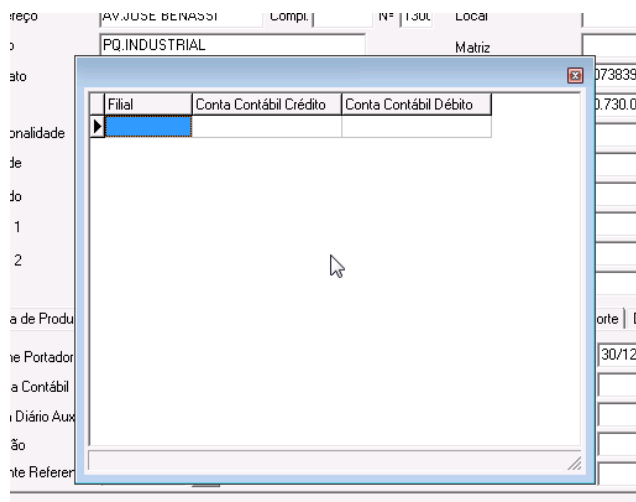 ereço AV.JOSE BENASSI Compl. Nº 1300 Local
PQ.INDUSTRIAL Matriz
ato 073839
0.730.0
Filial Conta Contábil Crédito Conta Contábil Débito
onalidade
de
do
1
2
a de Produ orte
ne Portador 30/12
a Contábil
Diário Aux
ão
nte Referen